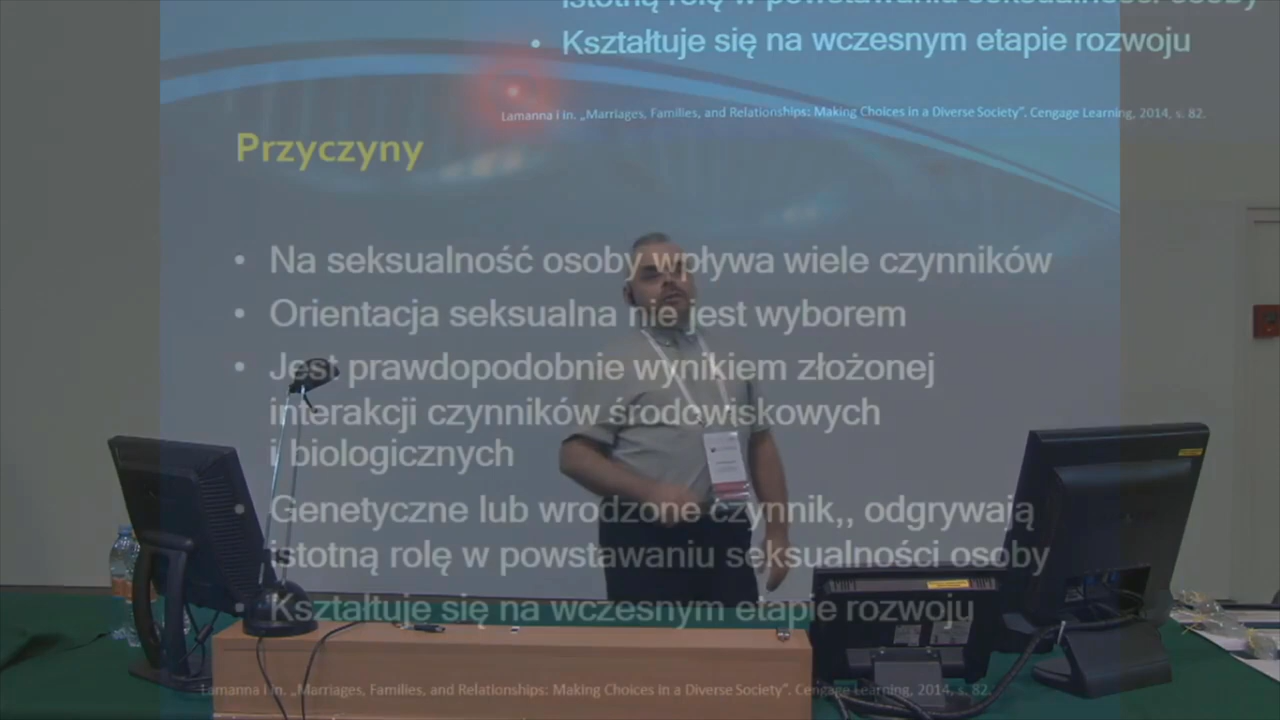 istotną rolę w powstawaniu seksualności osoby
• Kształtuje się na wczesnym etapie rozwoju
Lamanna i in. „Marriages, Families, and Relationships: Making Choices in a Diverse Society”. Cengage Learning, 2014, s. 82.
Przyczyny
• Na seksualność osoby wpływa wiele czynników
• Orientacja seksualna nie jest wyborem
• Jest prawdopodobnie wynikiem złożonej
interakcji czynników środowiskowych
i biologicznych
• Genetyczne lub wrodzone czynnik,, odgrywają
istotną rolę w powstawaniu seksualności osoby
• Kształtuje się na wczesnym etapie rozwoju
Lamanna i in. „Marriages, Families, and Relationships: Making Choices in a Diverse Society”. Cengage Learning, 2014, s. 82.